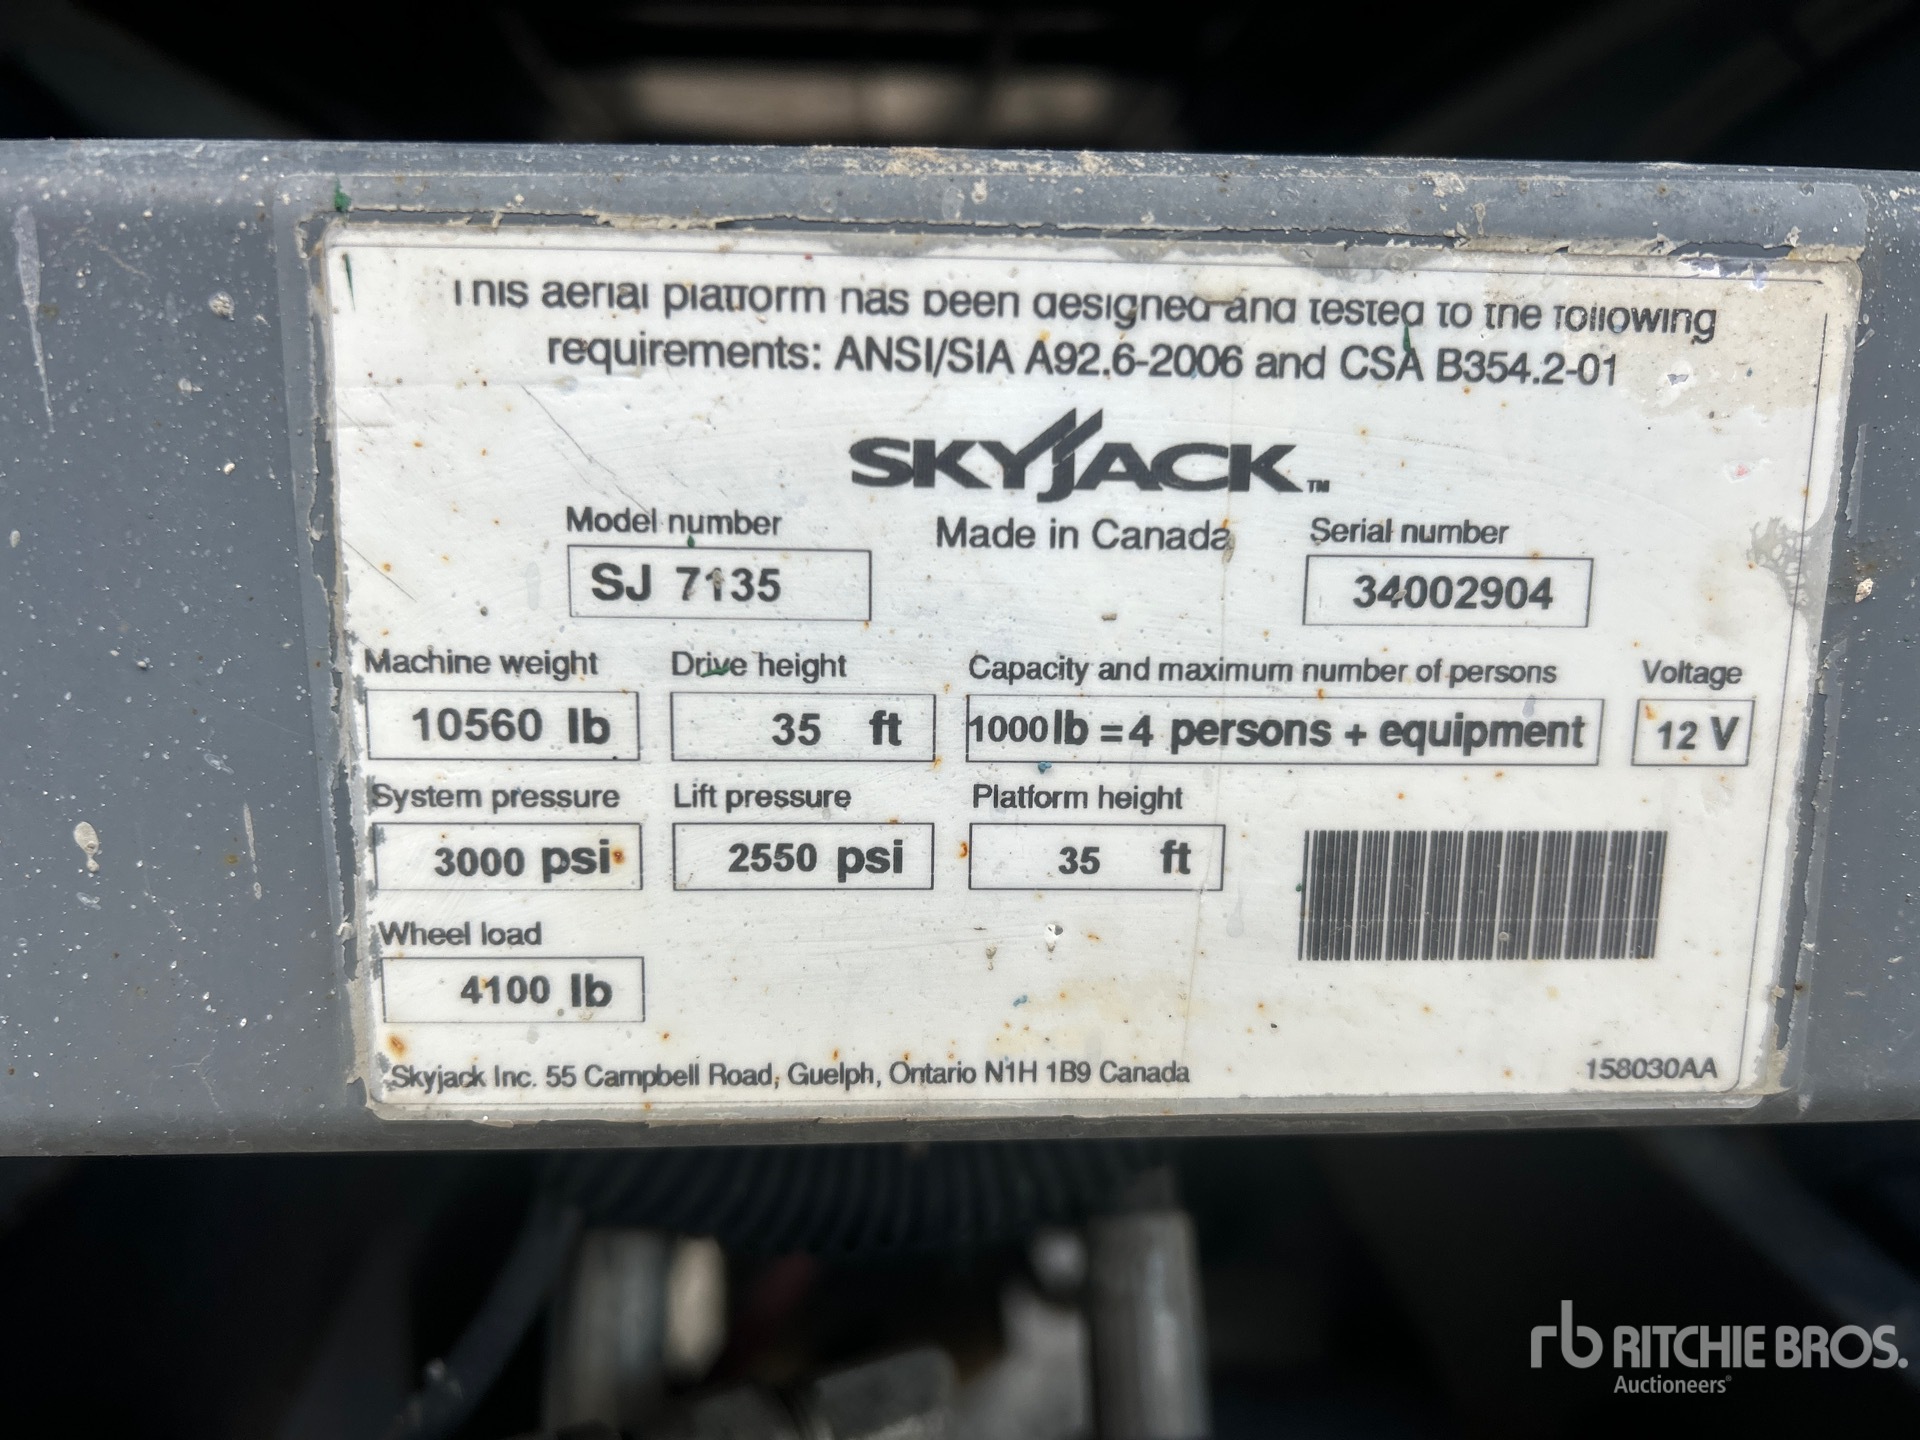 This aerial platform has been designed and tested to the following
requirements: ANSI/SIA A92.6-2006 and CSA B354.2-01
SKYJACK™
Model number
Made in Canada
Serial number
SJ 7135
34002904
Machine weight
Drive height
Capacity and maximum number of persons
Voltage
10560 lb
35 ft
1000 lb = 4 persons + equipment
12 V
System pressure
Lift pressure
Platform height
3000 psi
2550 psi
35 ft
Wheel load
4100 lb
Skyjack Inc. 55 Campbell Road, Guelph, Ontario N1H 1B9 Canada
158030AA
rb RITCHIE BROS.
Auctioneers®